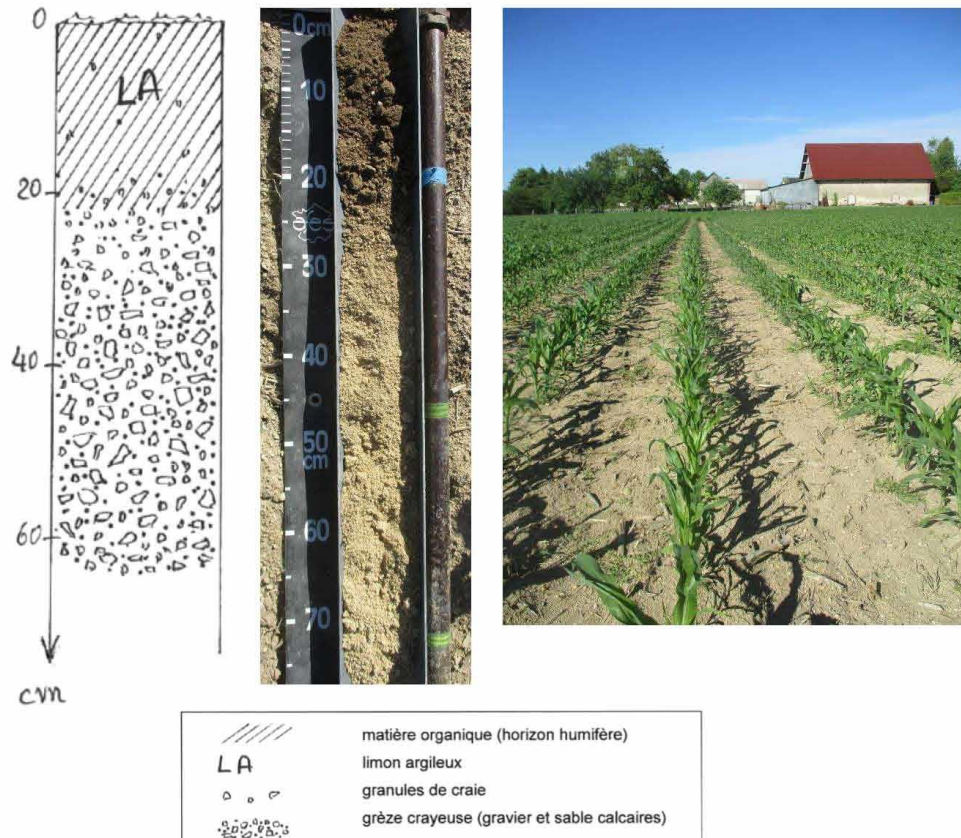 0
LA
20
40
60
cm
0cm
10
20
30
40
50
cm
60
70
matière organique (horizon humifère)
LA limon argileux
granules de craie
grèze crayeuse (gravier et sable calcaires)